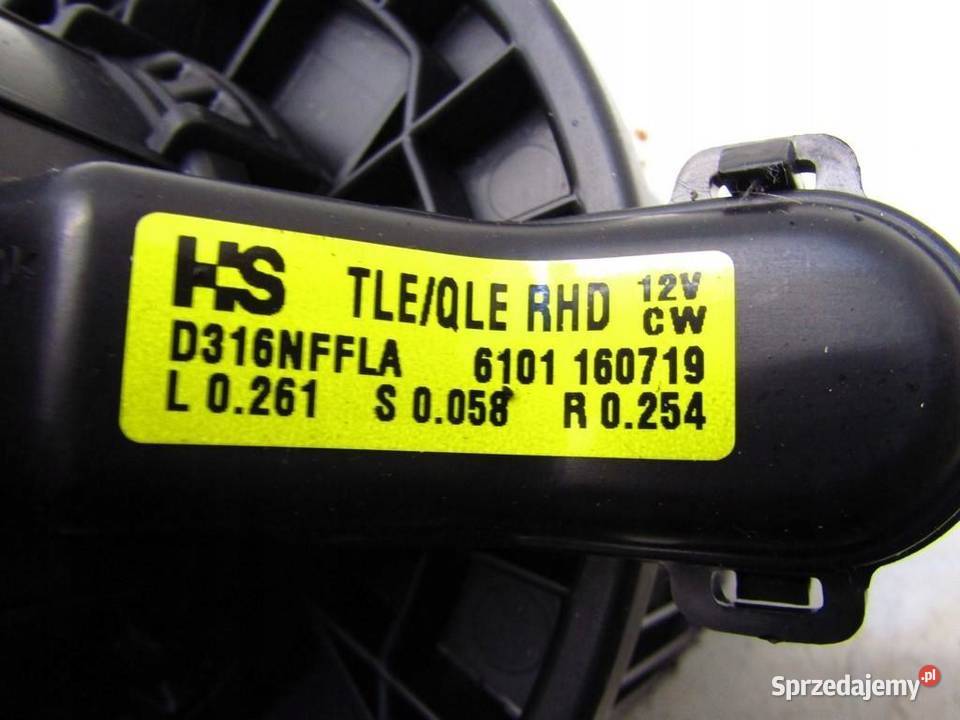 HS TLE/QLE RHD 12V CW
D316NFFLA 6101 160719
L 0.261 S 0.058 R 0.254
Sprzedajemy.pl